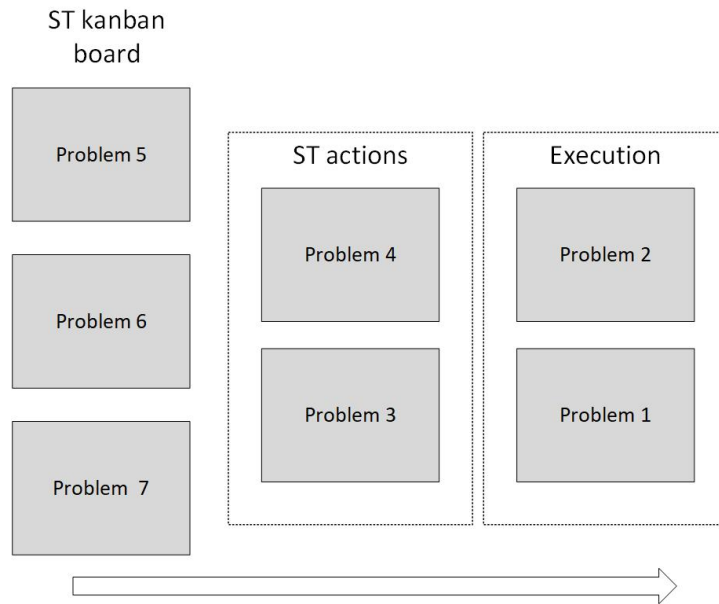 ST kanban
board
Problem 5
Problem 6
Problem  7
ST actions
Problem 4
Problem 3
Execution
Problem 2
Problem 1